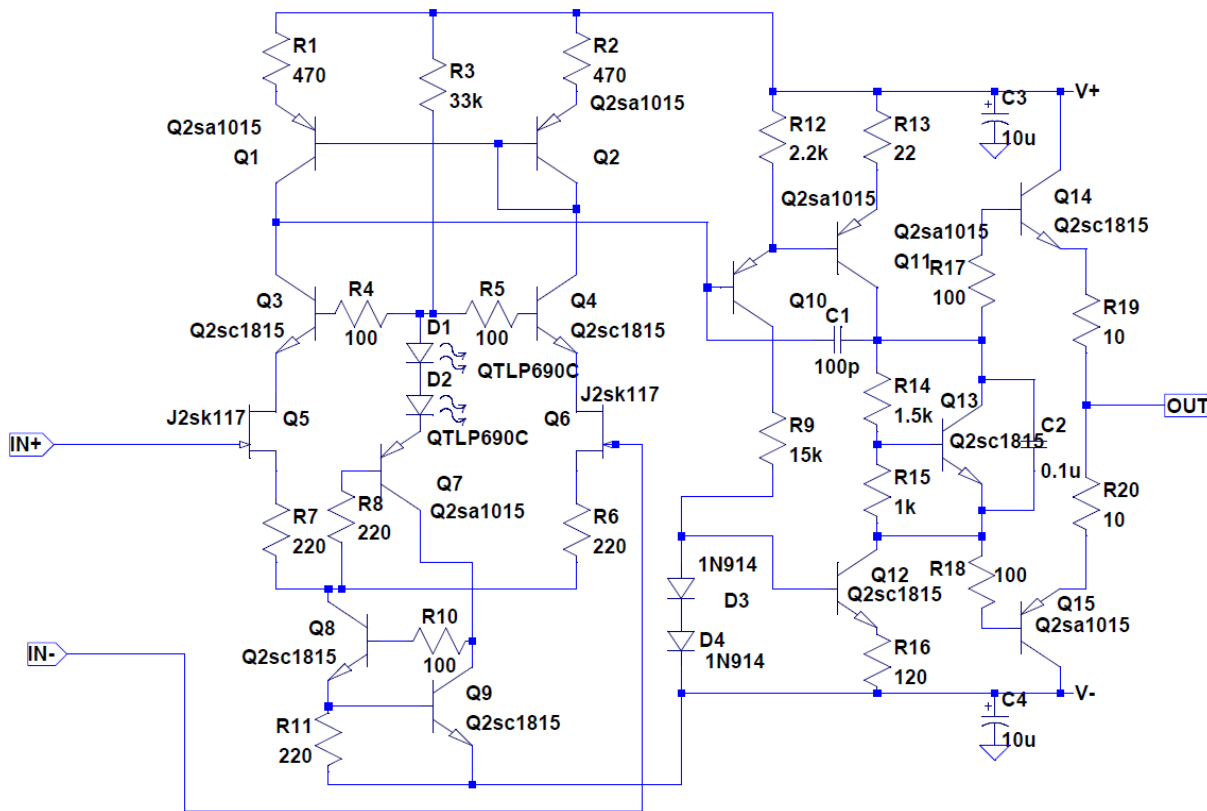 R1
470
R2
470
R3
33k
Q2sa1015
Q1
Q2sa1015
Q2
R12
2.2k
R13
22
C3
+
10u
V+
Q2sa1015
Q14
Q2sc1815
Q2sa1015
Q11
R17
100
Q10
Q3
Q2sc1815
R4
100
R5
100
Q4
Q2sc1815
D1
QTLP690C
D2
QTLP690C
C1
100p
R19
10
J2sk117
Q5
J2sk117
Q6
R14
1.5k
Q13
Q2sc1815
C2
0.1u
OUT
IN+
R9
15k
Q7
Q2sa1015
R8
220
R7
220
R6
220
R15
1k
R20
10
1N914
D3
D4
1N914
Q12
Q2sc1815
R18
100
Q15
Q2sa1015
R16
120
Q8
Q2sc1815
R10
100
IN-
Q9
Q2sc1815
R11
220
V-
C4
+
10u